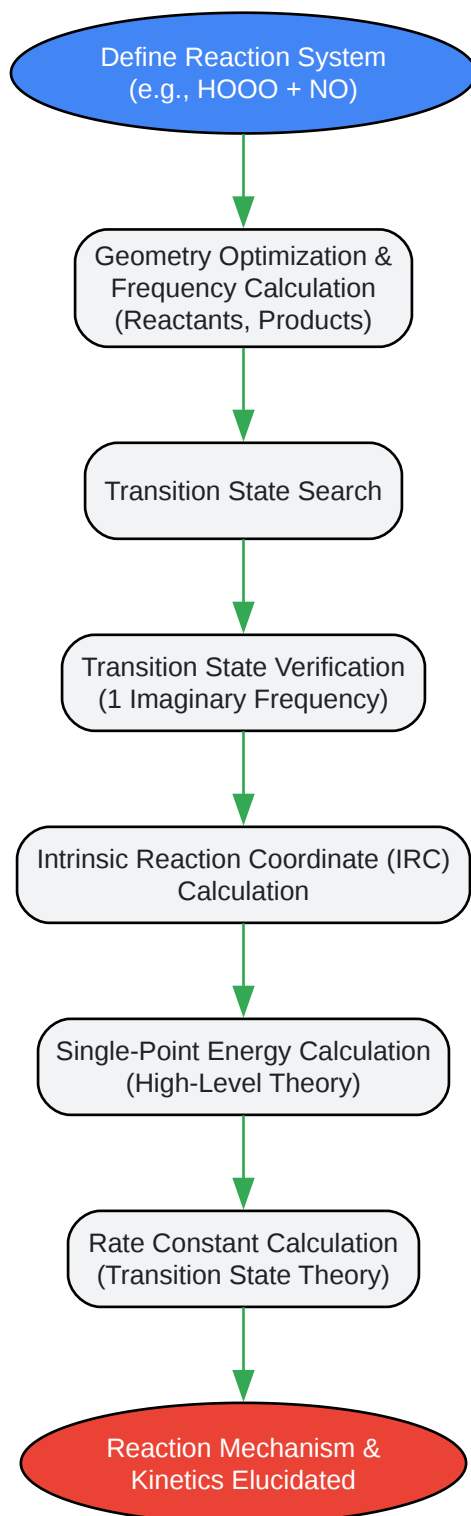 Define Reaction System
(e.g., HOOO + NO)
Geometry Optimization &
Frequency Calculation
(Reactants, Products)
Transition State Search
Transition State Verification
(1 Imaginary Frequency)
Intrinsic Reaction Coordinate (IRC)
Calculation
Single-Point Energy Calculation
(High-Level Theory)
Rate Constant Calculation
(Transition State Theory)
Reaction Mechanism &
Kinetics Elucidated